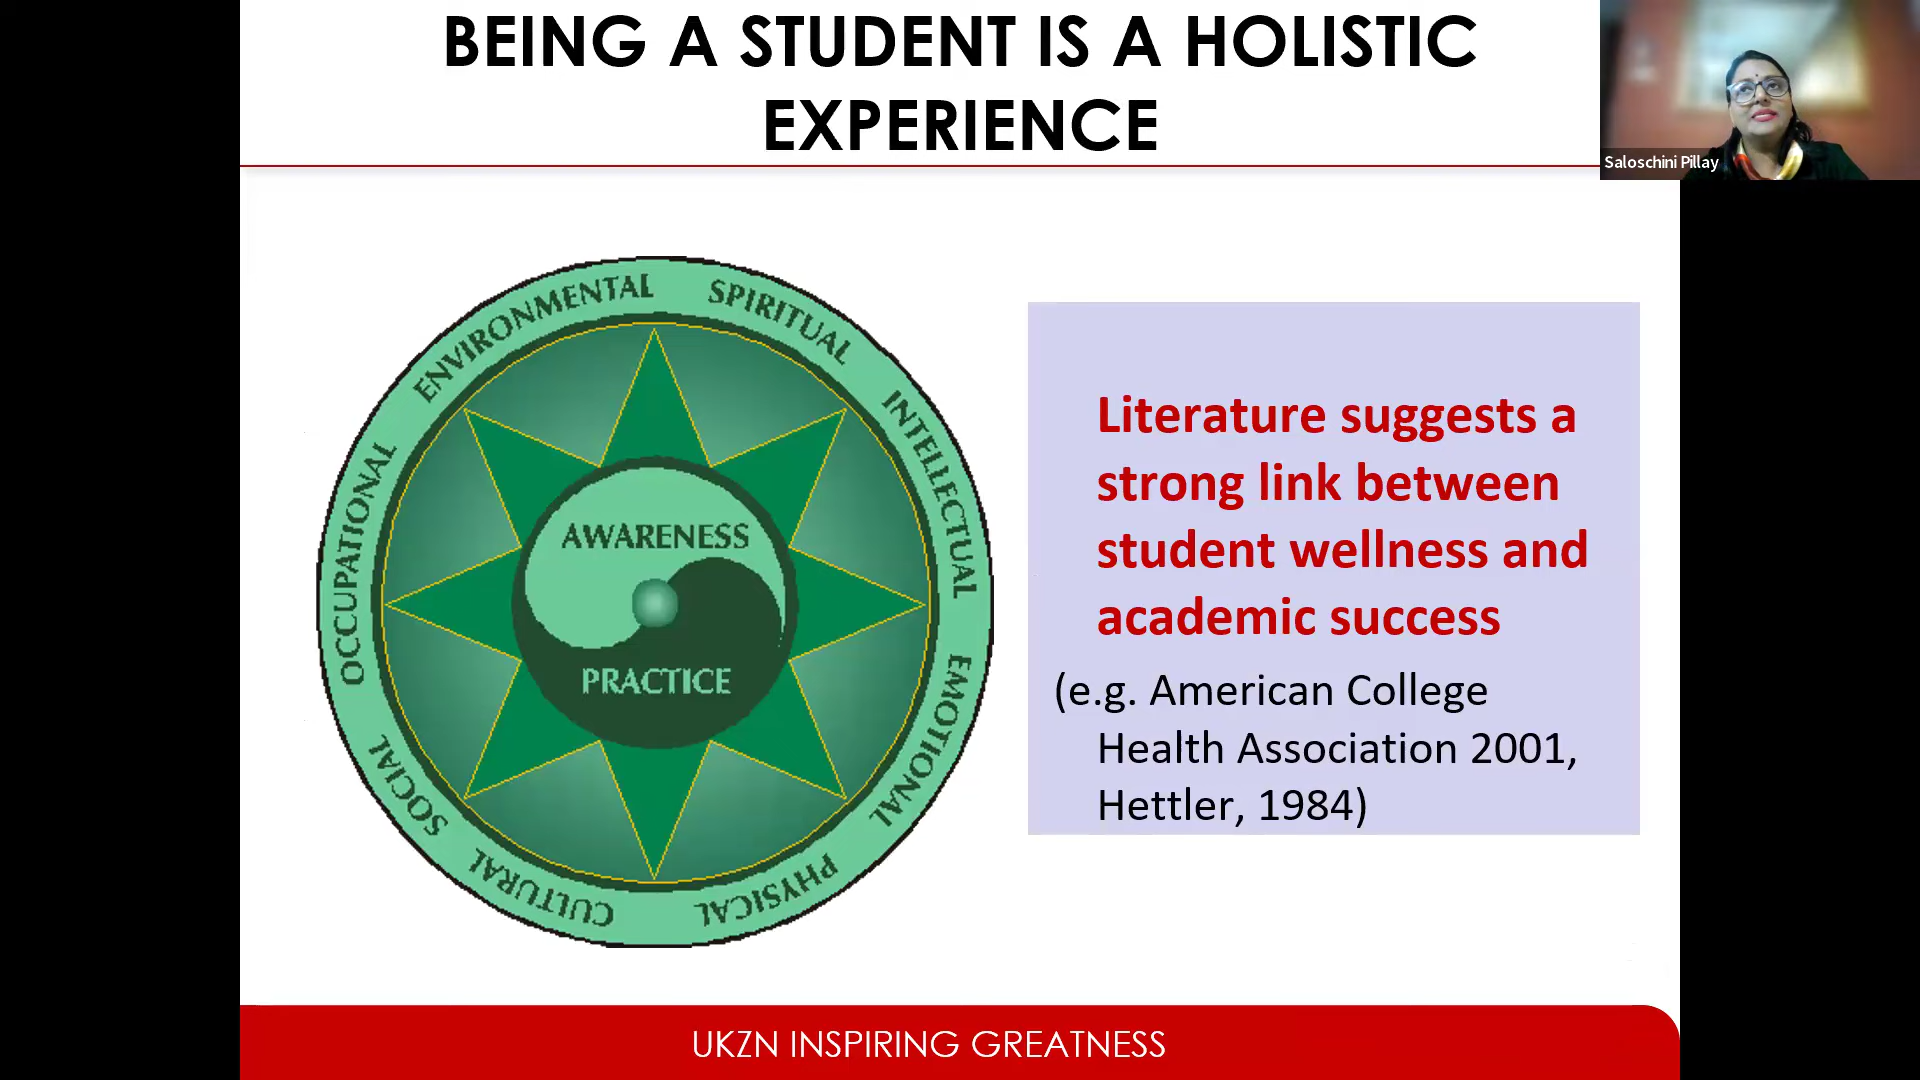 BEING A STUDENT IS A HOLISTIC
EXPERIENCE
Saloschini Pillay
ENVIRONMENTAL
SPIRITUAL
INTELLECTUAL
EMOTIONAL
PHYSICAL
CULTURAL
SOCIAL
OCCUPATIONAL
AWARENESS
PRACTICE
Literature suggests a
strong link between
student wellness and
academic success
(e.g. American College
Health Association 2001,
Hettler, 1984)
UKZN INSPIRING GREATNESS